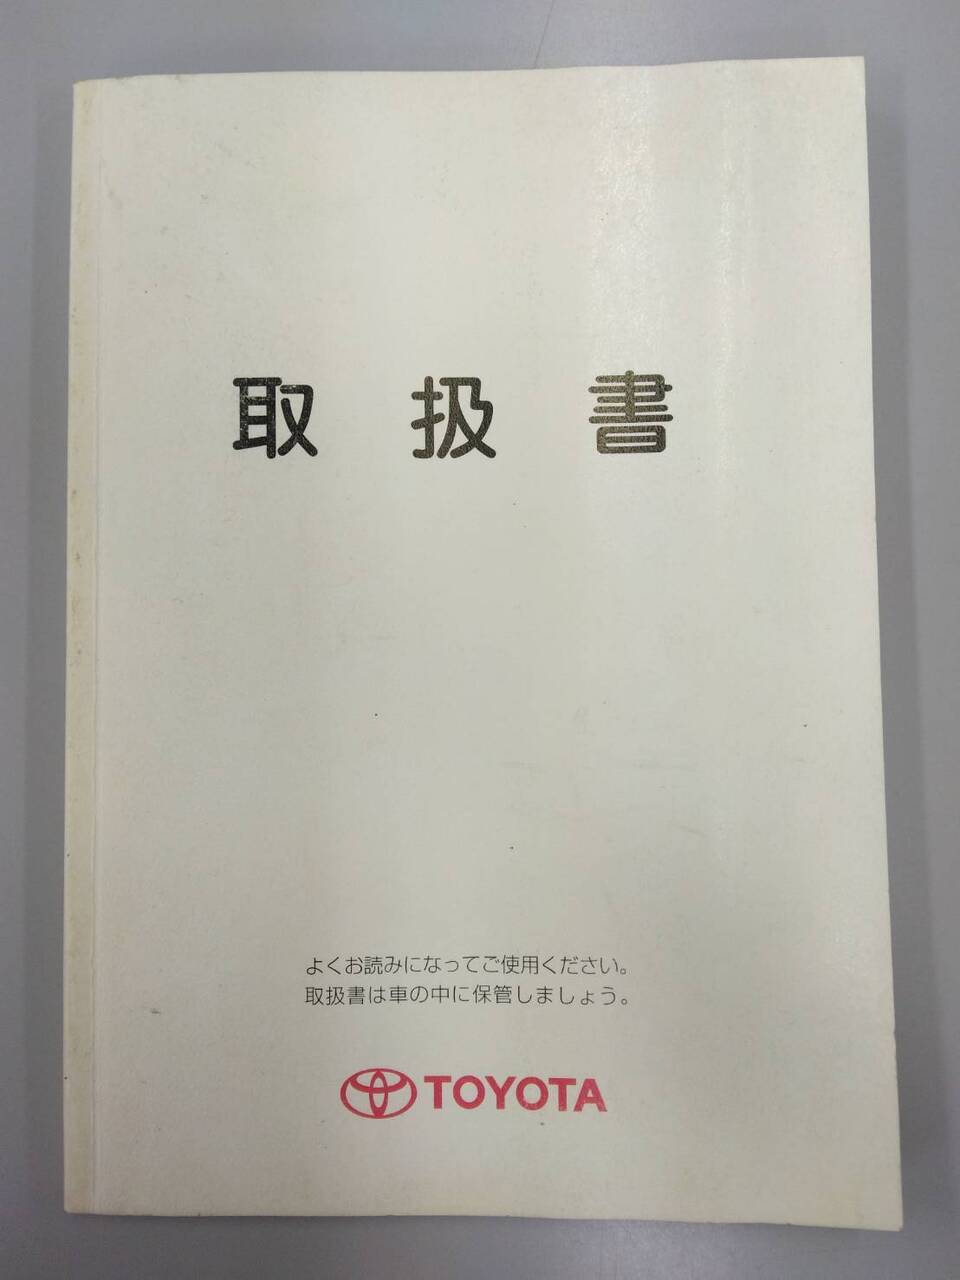 取扱書
よくお読みになってご使用ください。
取扱書は車の中に保管しましょう。
TOYOTA